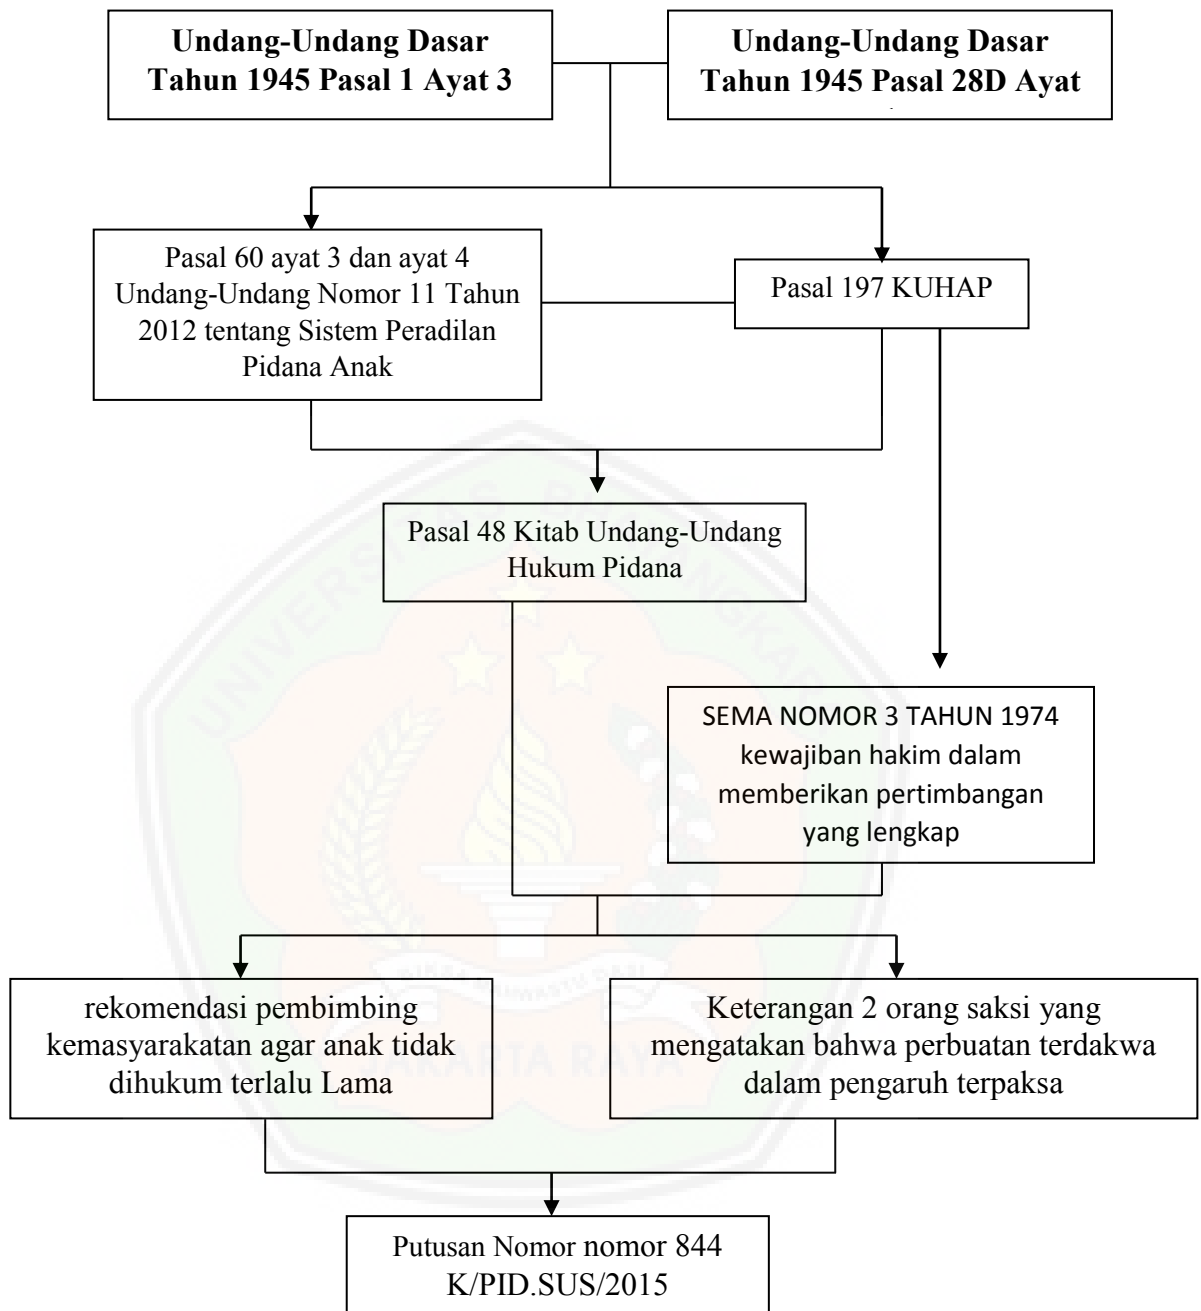 Undang-Undang Dasar
Tahun 1945 Pasal 1 Ayat 3
Undang-Undang Dasar
Tahun 1945 Pasal 28D Ayat
Pasal 60 ayat 3 dan ayat 4
Undang-Undang Nomor 11 Tahun
2012 tentang Sistem Peradilan
Pidana Anak
Pasal 197 KUHAP
Pasal 48 Kitab Undang-Undang
Hukum Pidana
SEMA NOMOR 3 TAHUN 1974
kewajiban hakim dalam
memberikan pertimbangan
yang lengkap
rekomendasi pembimbing
kemasyarakatan agar anak tidak
dihukum terlalu Lama
Keterangan 2 orang saksi yang
mengatakan bahwa perbuatan terdakwa
dalam pengaruh terpaksa
Putusan Nomor nomor 844
K/PID.SUS/2015
UNIVERSITAS BHAYANGKARA
JAKARTA RAYA